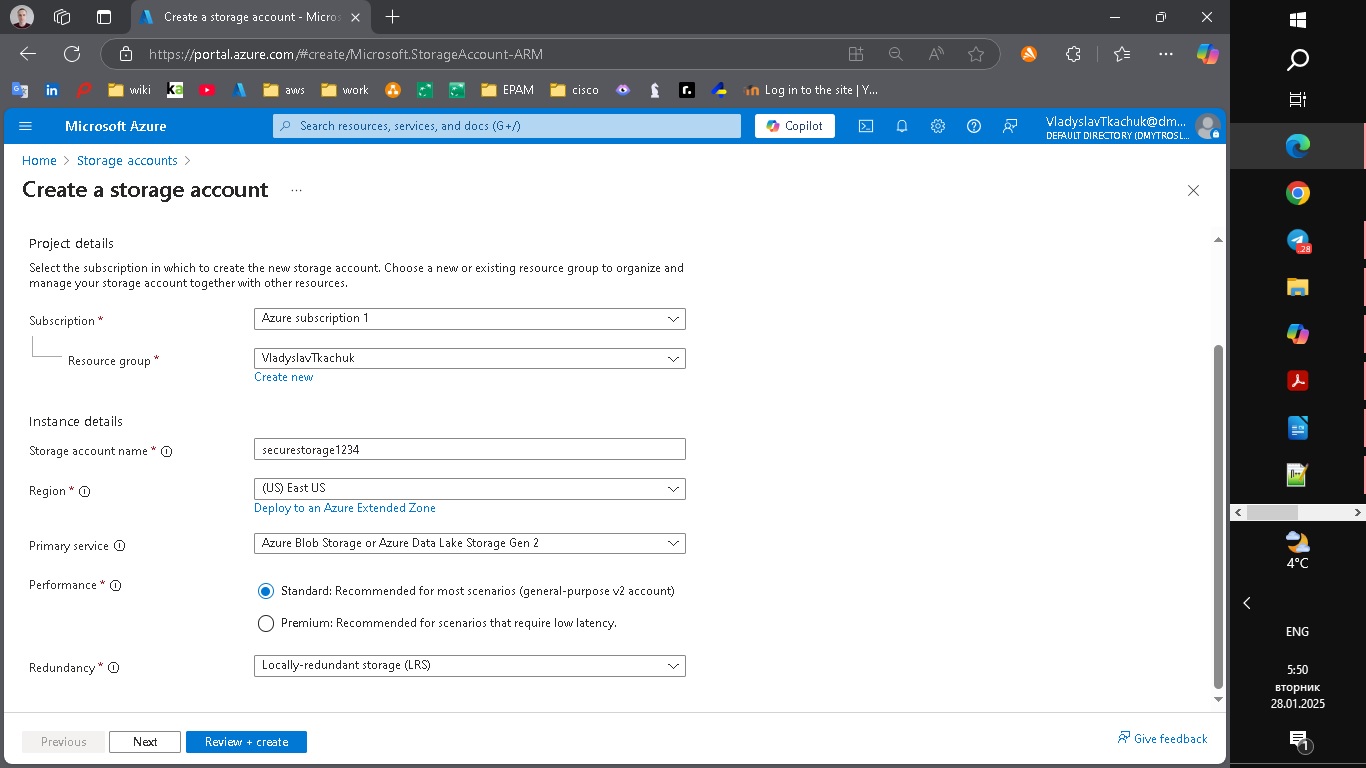 Create a storage account - Micros
https://portal.azure.com/#create/Microsoft.StorageAccount-ARM
wiki
ka
aws
work
EPAM
cisco
r.
Log in to the site | Y...
Microsoft Azure
Search resources, services, and docs (G+/)
Copilot
VladyslavTkachuk@dm...
DEFAULT DIRECTORY (DMYTROSL...
Home > Storage accounts >
Create a storage account ...
Project details
Select the subscription in which to create the new storage account. Choose a new or existing resource group to organize and
manage your storage account together with other resources.
Subscription *
Azure subscription 1
Resource group *
VladyslavTkachuk
Create new
Instance details
Storage account name *
securestorage1234
Region *
(US) East US
Deploy to an Azure Extended Zone
Primary service
Azure Blob Storage or Azure Data Lake Storage Gen 2
Performance *
Standard: Recommended for most scenarios (general-purpose v2 account)
Premium: Recommended for scenarios that require low latency.
Redundancy *
Locally-redundant storage (LRS)
Previous
Next
Review + create
Give feedback
28
4°C
ENG
5:50
вторник
28.01.2025
1